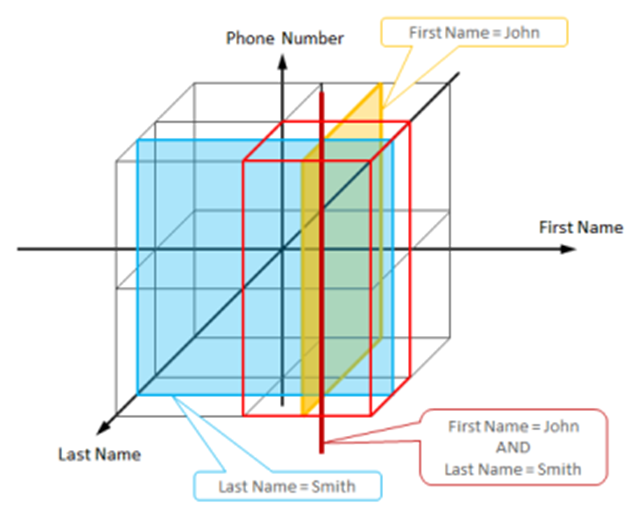 First Name = John
Phone Number
First Name
Last Name
First Name = John
AND
Last Name = Smith
Last Name = Smith